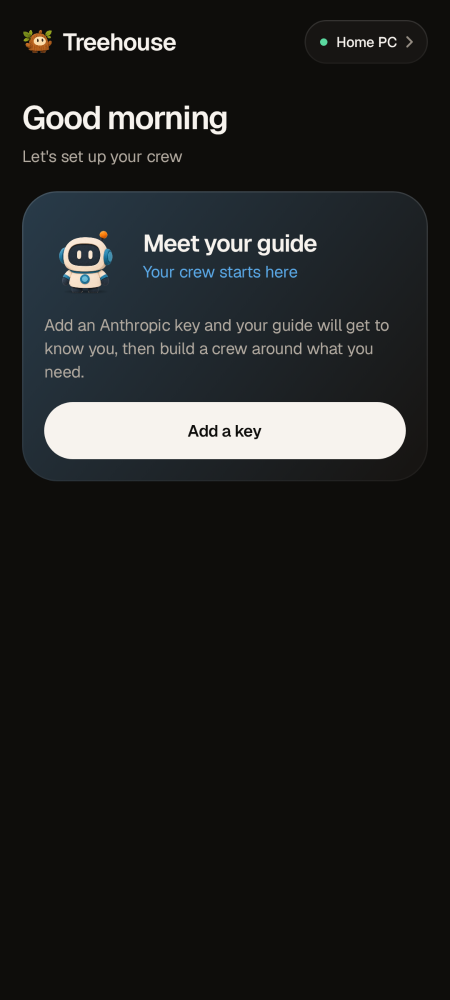 Treehouse
Home PC
Good morning
Let's set up your crew
Meet your guide
Your crew starts here
Add an Anthropic key and your guide will get to
know you, then build a crew around what you
need.
Add a key